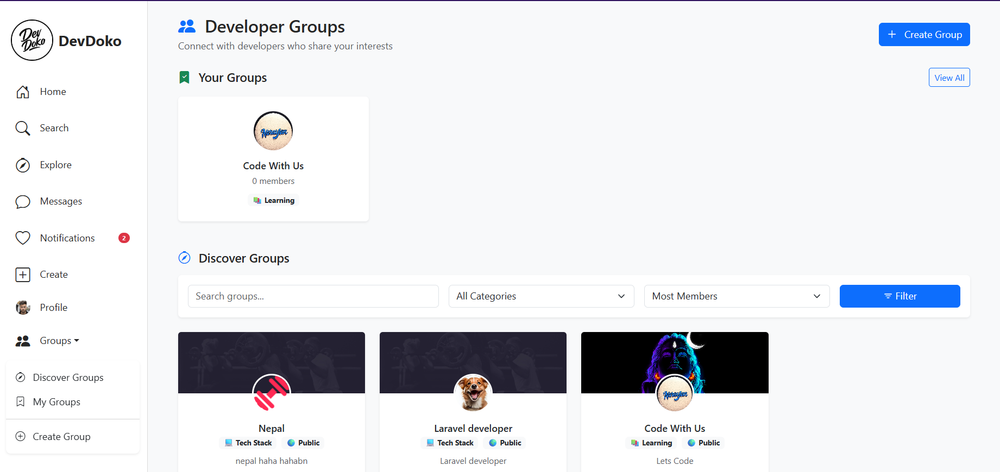 Dev
Doko
DevDoko
Home
Search
Explore
Messages
Notifications 2
Create
Profile
Groups
Discover Groups
My Groups
Create Group
Developer Groups
Connect with developers who share your interests
Create Group
Your Groups
View All
Code With Us
0 members
Learning
Discover Groups
Search groups...
All Categories
Most Members
Filter
Nepal
Tech Stack
Public
nepal haha hahabn
Laravel developer
Tech Stack
Public
Laravel developer
Code With Us
Learning
Public
Lets Code